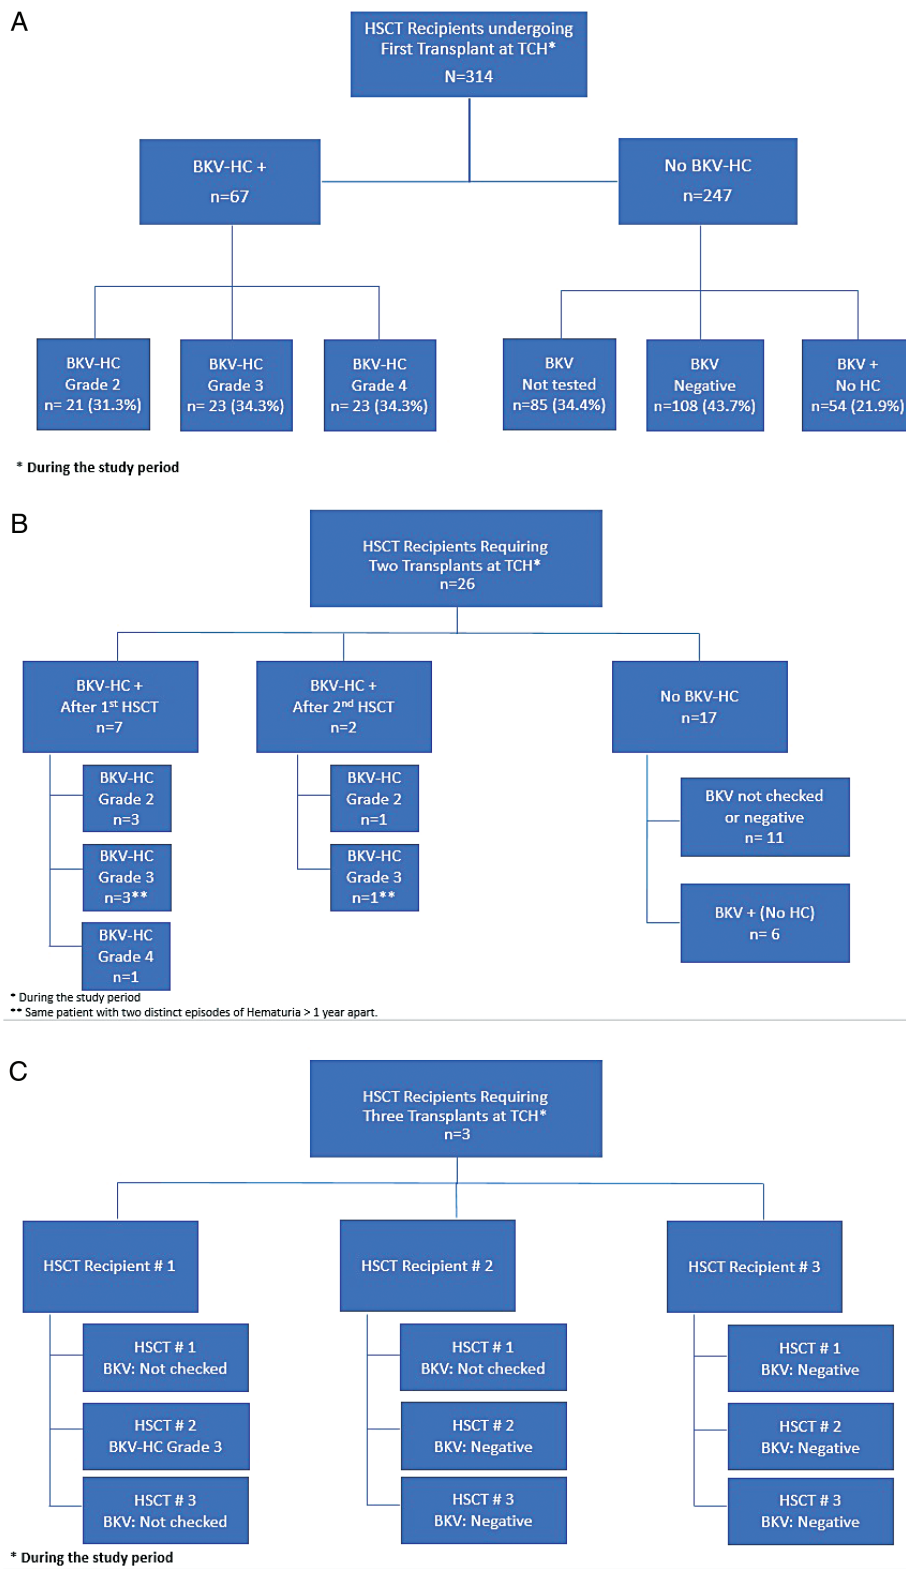 A
HSCT Recipients undergoing
First Transplant at TCH*
N=314
BKV-HC +
n=67
No BKV-HC
n=247
BKV-HC
Grade 2
n= 21 (31.3%)
BKV-HC
Grade 3
n= 23 (34.3%)
BKV-HC
Grade 4
n= 23 (34.3%)
BKV
Not tested
n=85 (34.4%)
BKV
Negative
n=108 (43.7%)
BKV +
No HC
n=54 (21.9%)
* During the study period
B
HSCT Recipients Requiring
Two Transplants at TCH*
n=26
BKV-HC +
After 1st HSCT
n=7
BKV-HC +
After 2nd HSCT
n=2
No BKV-HC
n=17
BKV-HC
Grade 2
n=3
BKV-HC
Grade 3
n=3**
BKV-HC
Grade 4
n=1
BKV-HC
Grade 2
n=1
BKV-HC
Grade 3
n=1**
BKV not checked
or negative
n= 11
BKV + (No HC)
n= 6
* During the study period
** Same patient with two distinct episodes of Hematuria > 1 year apart.
C
HSCT Recipients Requiring
Three Transplants at TCH*
n=3
HSCT Recipient # 1
HSCT # 1
BKV: Not checked
HSCT # 2
BKV-HC Grade 3
HSCT # 3
BKV: Not checked
HSCT Recipient # 2
HSCT # 1
BKV: Not checked
HSCT # 2
BKV: Negative
HSCT # 3
BKV: Negative
HSCT Recipient # 3
HSCT # 1
BKV: Negative
HSCT # 2
BKV: Negative
HSCT # 3
BKV: Negative
* During the study period